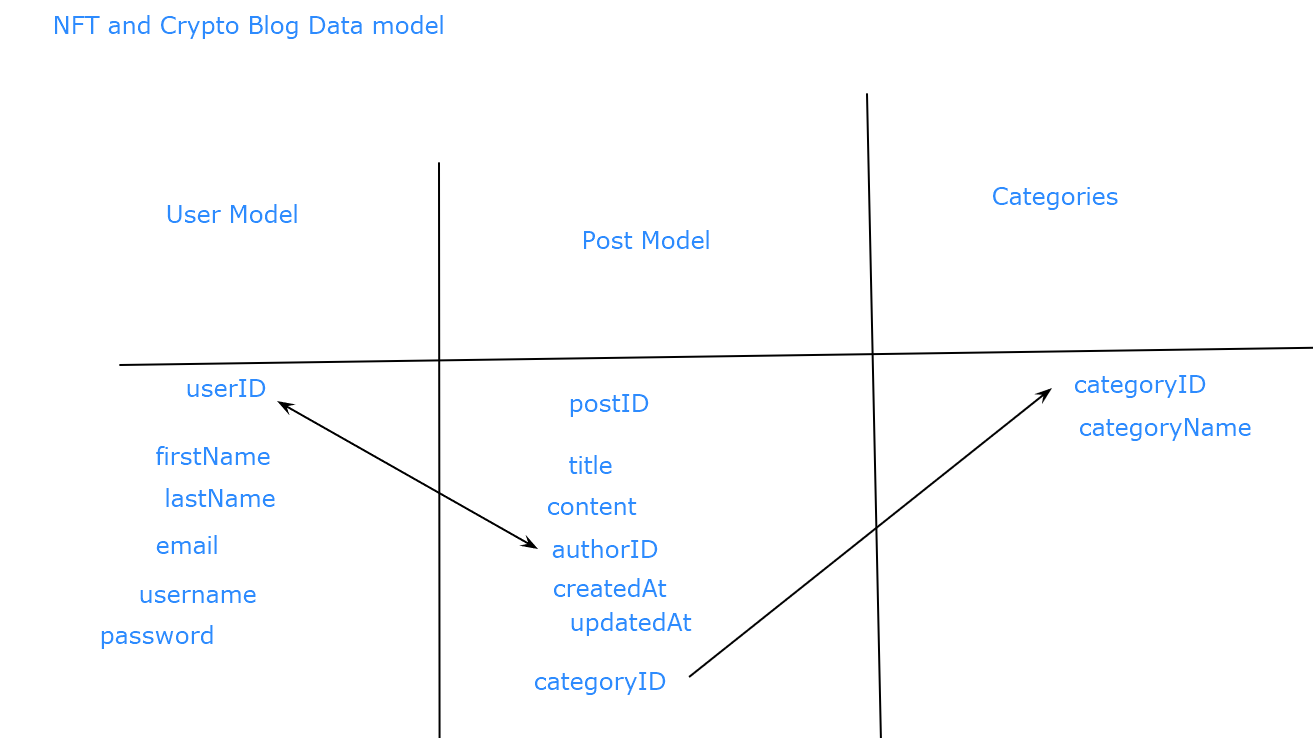 NFT and Crypto Blog Data model
User Model
Post Model
Categories
userID
firstName
lastName
email
username
password
postID
title
content
authorID
createdAt
updatedAt
categoryID
categoryID
categoryName